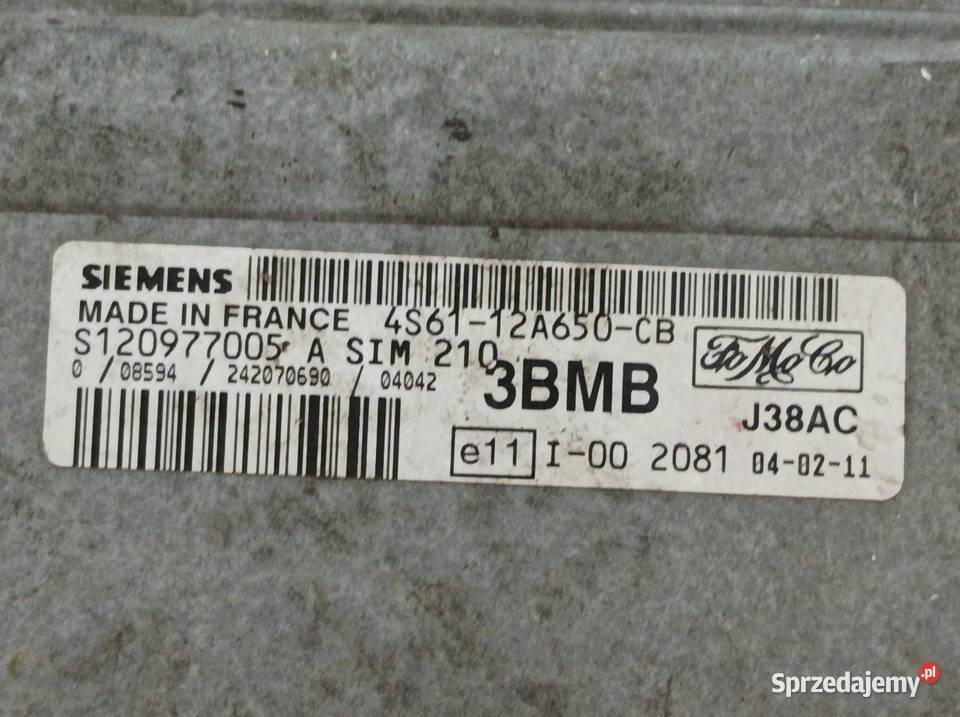 SIEMENS
MADE IN FRANCE 4S61-12A650-CB
S120977005 A SIM 210
0 / 08594 / 242070690 / 04042
3BMB
FoMoCo
J38AC
e11 I-00 2081 04-02-11
Sprzedajemy.pl